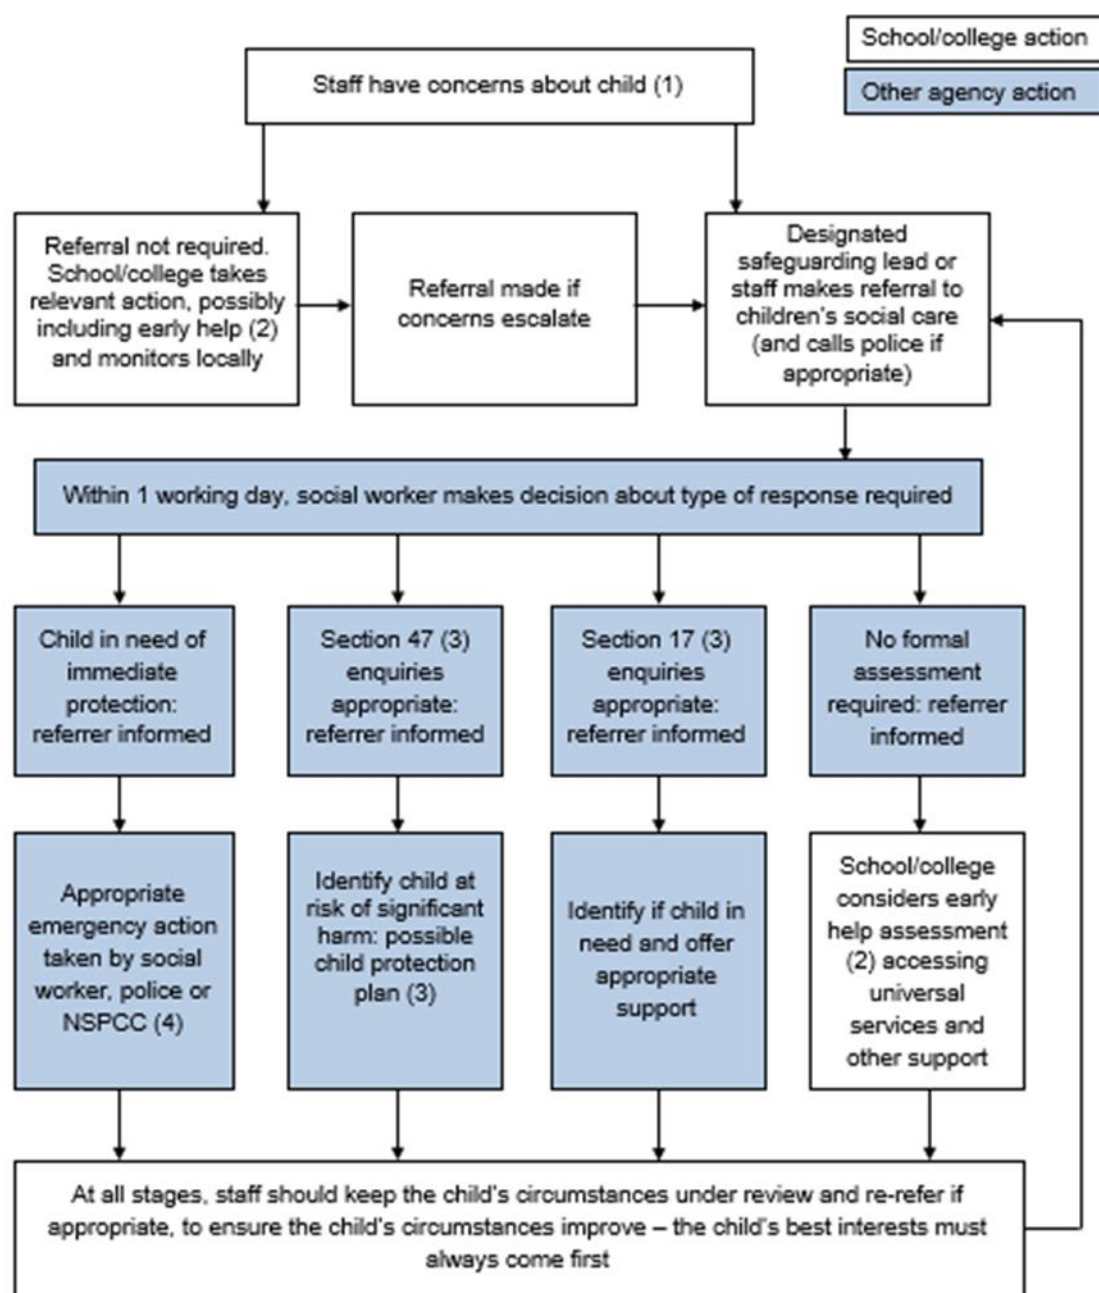 School/college action
Other agency action
Staff have concerns about child (1)
Referral not required.
School/college takes
relevant action, possibly
including early help (2)
and monitors locally
Referral made if
concerns escalate
Designated
safeguarding lead or
staff makes referral to
children's social care
(and calls police if
appropriate)
Within 1 working day, social worker makes decision about type of response required
Child in need of
immediate
protection:
referrer informed
Section 47 (3)
enquiries
appropriate:
referrer informed
Section 17 (3)
enquiries
appropriate:
referrer informed
No formal
assessment
required: referrer
informed
Appropriate
emergency action
taken by social
worker, police or
NSPCC (4)
Identify child at
risk of significant
harm: possible
child protection
plan (3)
Identify if child in
need and offer
appropriate
support
School/college
considers early
help assessment
(2) accessing
universal
services and
other support
At all stages, staff should keep the child's circumstances under review and re-refer if
appropriate, to ensure the child's circumstances improve – the child's best interests must
always come first